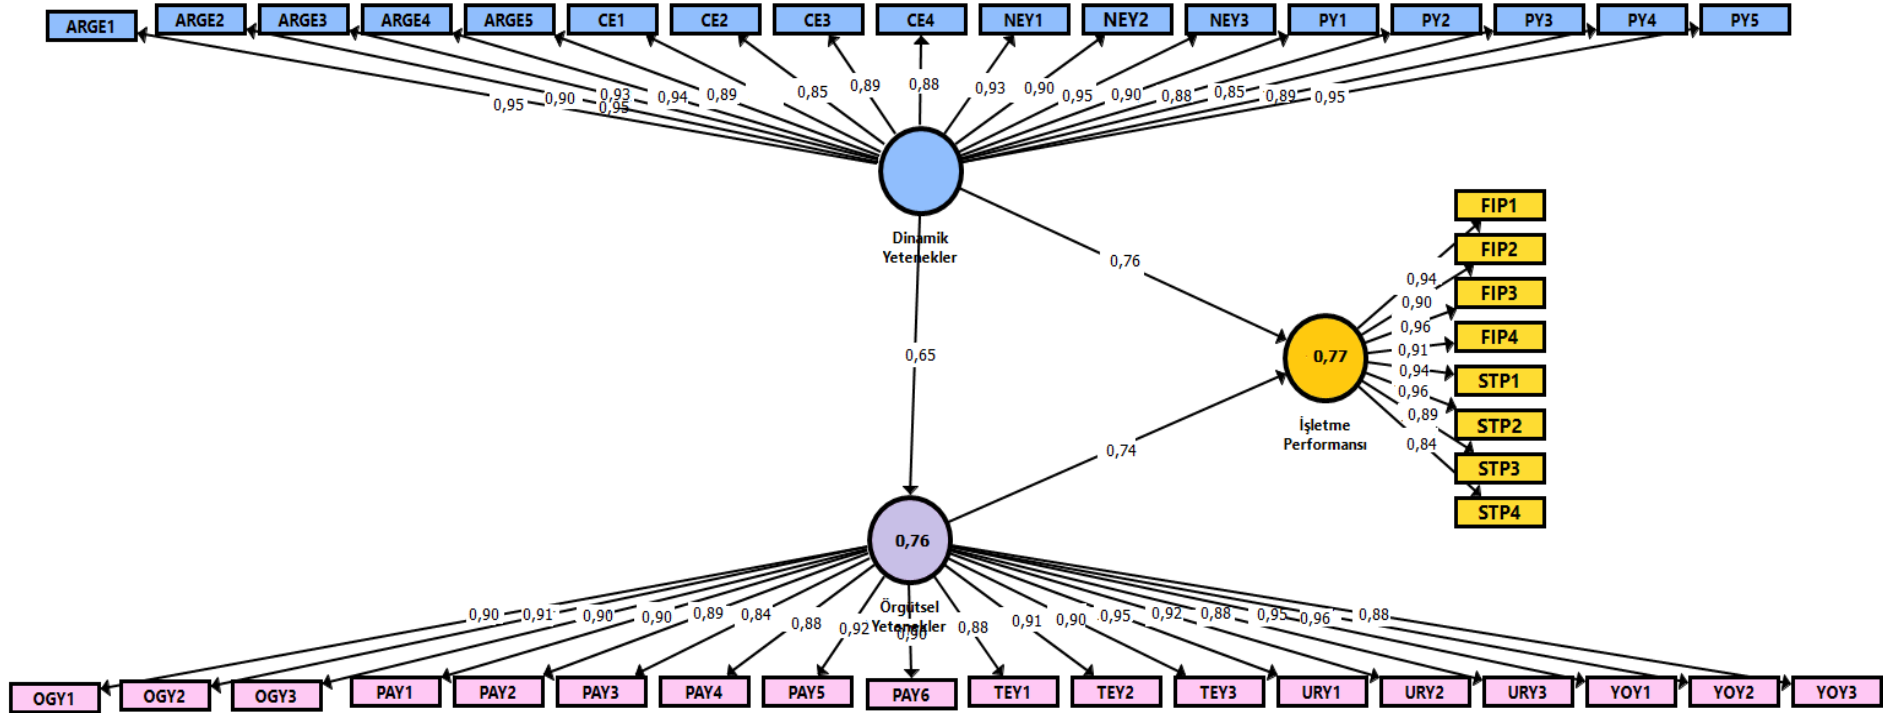 ARGE1 ARGE2 ARGE3 ARGE4 ARGE5 CE1 CE2 CE3 CE4 NEY1 NEY2 NEY3 PY1 PY2 PY3 PY4 PY5
0,95 0,90 0,93 0,95 0,94 0,89 0,85 0,89 0,88 0,93 0,90 0,95 0,90 0,88 0,85 0,89 0,95
Dinamik
Yetenekler
0,76
0,65
0,74
0,77
İşletme
Performansı
FIP1
FIP2
FIP3
FIP4
STP1
STP2
STP3
STP4
0,94
0,90
0,96
0,91
0,94
0,96
0,89
0,84
0,76
Örgütsel
Yetenekler
0,90 0,91 0,90 0,90 0,89 0,84 0,88 0,92 0,90 0,88 0,91 0,90 0,95 0,92 0,88 0,95 0,96 0,88
OGY1 OGY2 OGY3 PAY1 PAY2 PAY3 PAY4 PAY5 PAY6 TEY1 TEY2 TEY3 URY1 URY2 URY3 YOY1 YOY2 YOY3